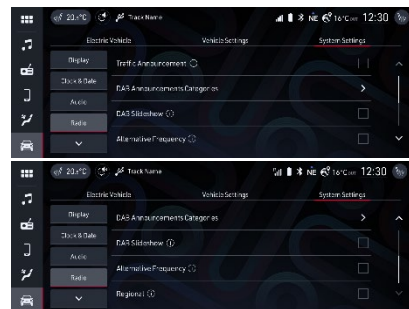 20.5°C Track Name NE 16°C 12:30
Electric Vehicle Vehicle Settings System Settings
Display
Clock & Date
Audio
Radio
Traffic Announcement
DAB Announcements Categories
DAB Slideshow
Alternative Frequency
20.5°C Track Name NE 16°C 12:30
Electric Vehicle Vehicle Settings System Settings
Display
Clock & Date
Audio
Radio
DAB Announcements Categories
DAB Slideshow
Alternative Frequency
Regional